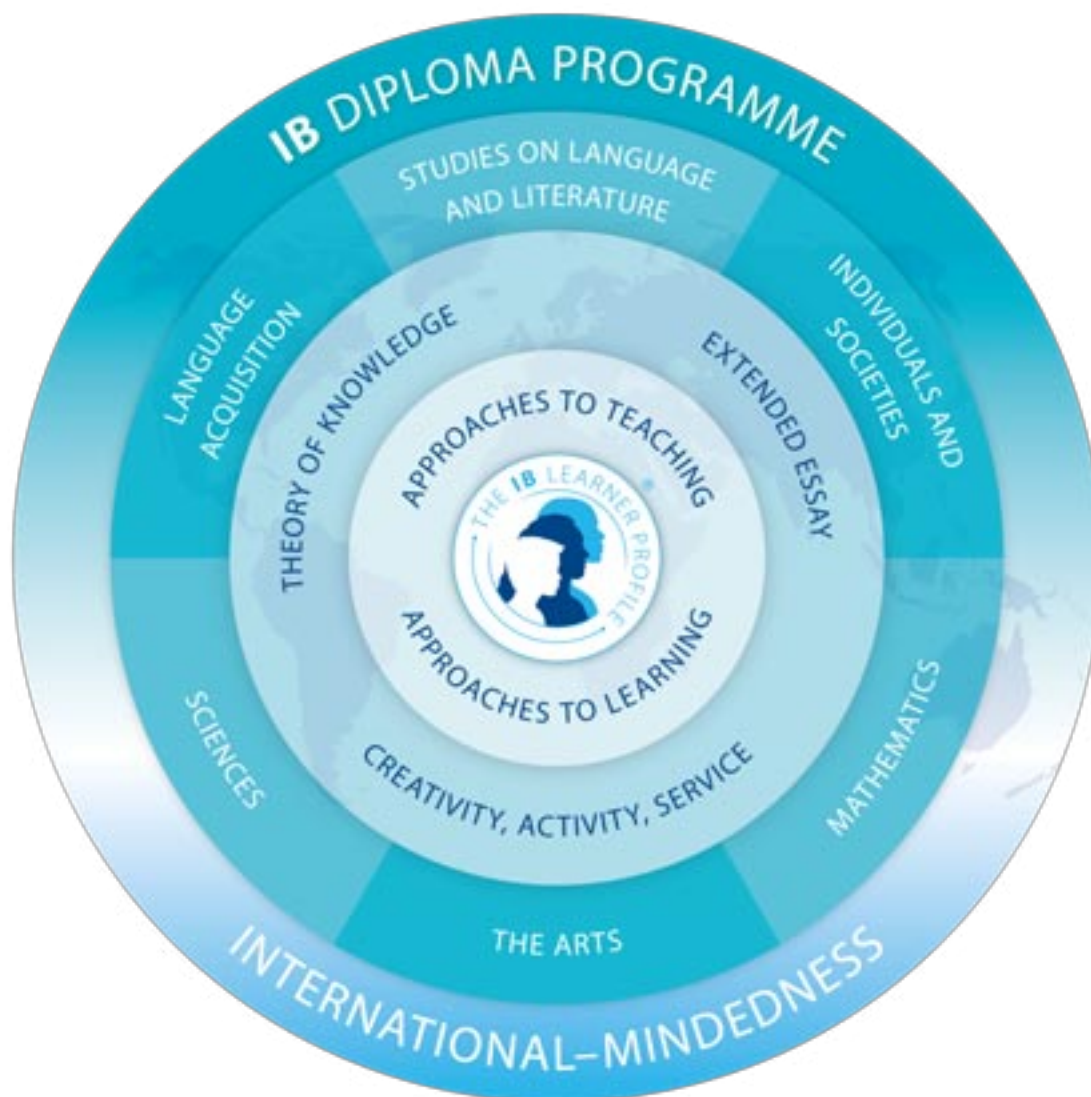 IB DIPLOMA PROGRAMME
STUDIES ON LANGUAGE
AND LITERATURE
LANGUAGE
ACQUISITION
INDIVIDUALS AND
SOCIETIES
THEORY OF KNOWLEDGE
EXTENDED ESSAY
APPROACHES TO TEACHING
THE IB LEARNER PROFILE
®
APPROACHES TO LEARNING
CREATIVITY, ACTIVITY, SERVICE
SCIENCES
MATHEMATICS
THE ARTS
INTERNATIONAL–MINDEDNESS